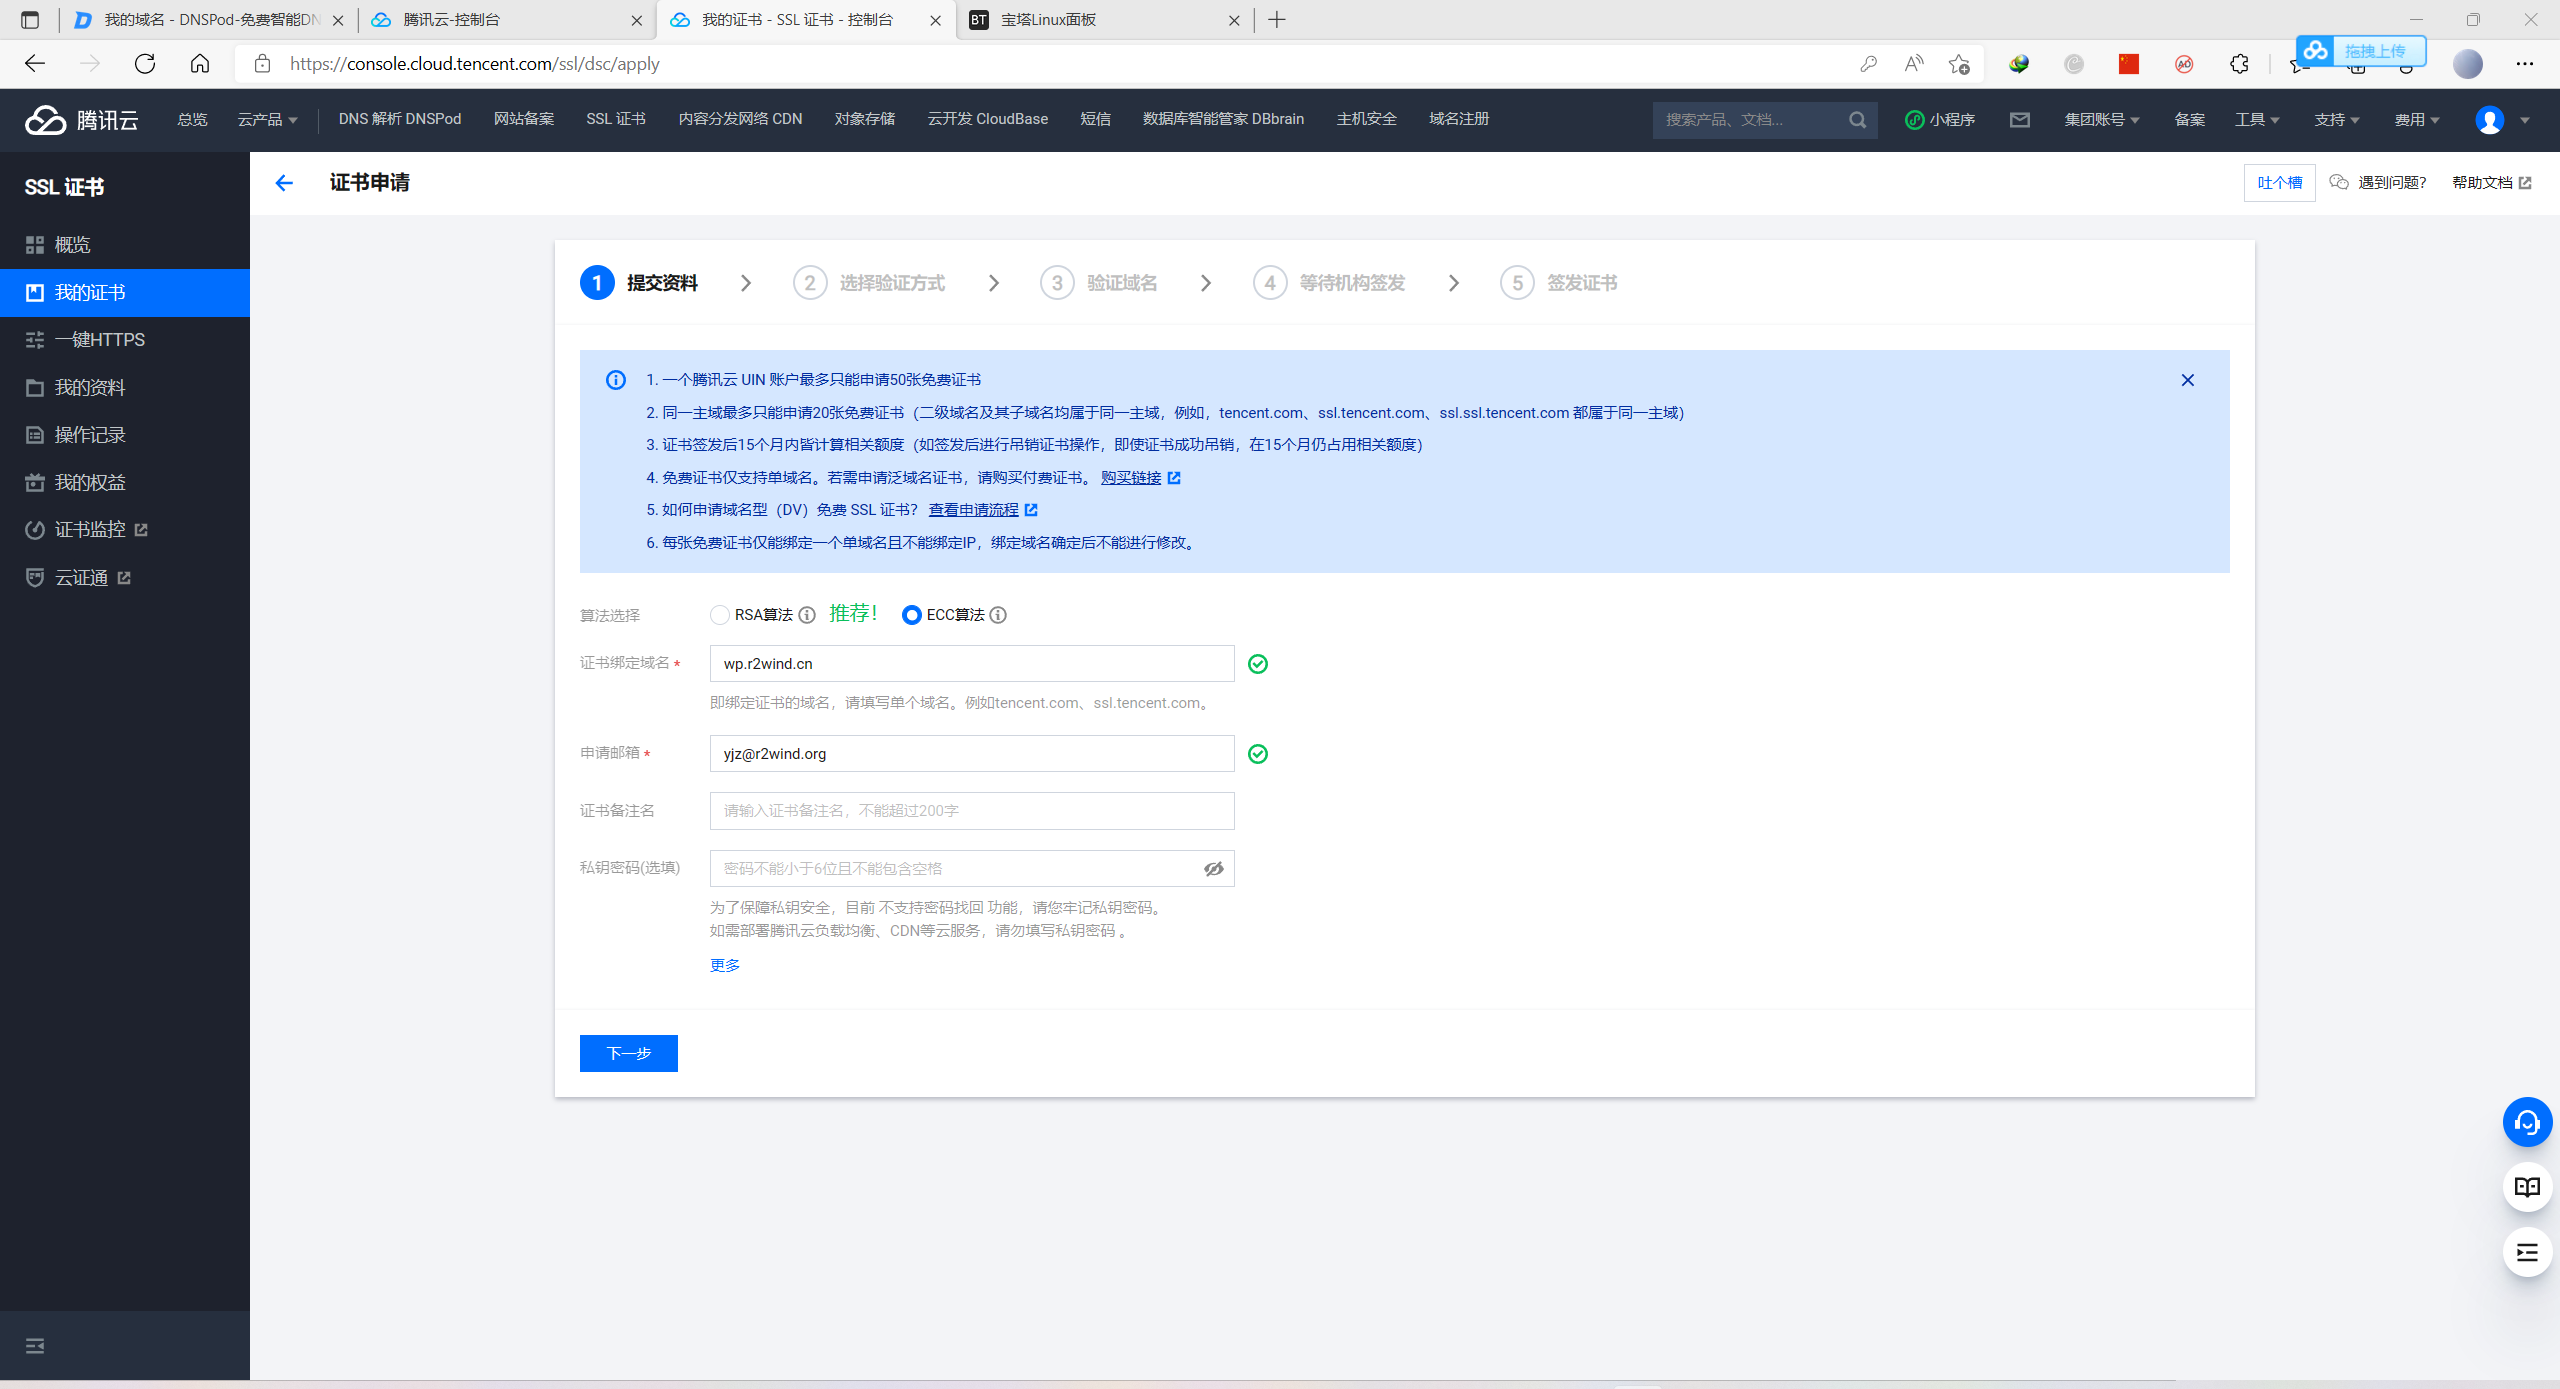 我的域名 - DNSPod-免费智能DN
腾讯云-控制台
我的证书 - SSL 证书 - 控制台
BT
宝塔Linux面板
https://console.cloud.tencent.com/ssl/dsc/apply
拖拽上传
腾讯云
总览
云产品
DNS 解析 DNSPod
网站备案
SSL 证书
内容分发网络 CDN
对象存储
云开发 CloudBase
短信
数据库智能管家 DBbrain
主机安全
域名注册
搜索产品、文档...
小程序
集团账号
备案
工具
支持
费用
SSL 证书
概览
我的证书
一键HTTPS
我的资料
操作记录
我的权益
证书监控
云证通
证书申请
吐个槽
遇到问题?
帮助文档
1 提交资料
2 选择验证方式
3 验证域名
4 等待机构签发
5 签发证书
1. 一个腾讯云 UIN 账户最多只能申请50张免费证书
2. 同一主域最多只能申请20张免费证书（二级域名及其子域名均属于同一主域，例如，tencent.com、ssl.tencent.com、ssl.ssl.tencent.com 都属于同一主域）
3. 证书签发后15个月内皆计算相关额度（如签发后进行吊销证书操作，即使证书成功吊销，在15个月仍占用相关额度）
4. 免费证书仅支持单域名。若需申请泛域名证书，请购买付费证书。 购买链接
5. 如何申请域名型（DV）免费 SSL 证书？ 查看申请流程
6. 每张免费证书仅能绑定一个单域名且不能绑定IP，绑定域名确定后不能进行修改。
算法选择
RSA算法
推荐！
ECC算法
证书绑定域名 *
wp.r2wind.cn
即绑定证书的域名，请填写单个域名。例如tencent.com、ssl.tencent.com。
申请邮箱 *
yjz@r2wind.org
证书备注名
请输入证书备注名，不能超过200字
私钥密码(选填)
密码不能小于6位且不能包含空格
为了保障私钥安全，目前 不支持密码找回 功能，请您牢记私钥密码。
如需部署腾讯云负载均衡、CDN等云服务，请勿填写私钥密码 。
更多
下一步